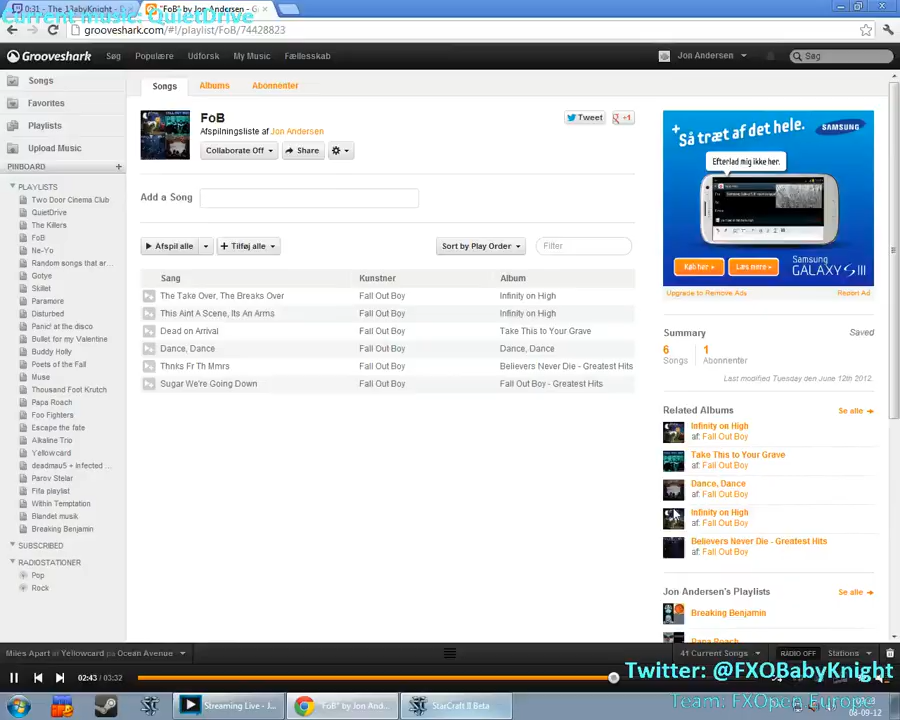 0:31 - The 13abyKnight -
"FoB" by Jon Andersen - G
Current music: QuietDrive
grooveshark.com/#!/playlist/FoB/74428823
Grooveshark Søg Populære Udforsk My Music Fællesskab Jon Andersen Søg
Songs
Favorites
Playlists
Upload Music
PINBOARD +
PLAYLISTS
Two Door Cinema Club
QuietDrive
The Killers
FoB
Ne-Yo
Random songs that ar...
Gotye
Skillet
Paramore
Disturbed
Panic! at the disco
Bullet for my Valentine
Buddy Holly
Poets of the Fall
Muse
Thousand Foot Krutch
Papa Roach
Foo Fighters
Escape the fate
Alkaline Trio
Yellowcard
deadmau5 + Infected ...
Parov Stelar
Fifa playlist
Within Temptation
Blandet musik
Breaking Benjamin
SUBSCRIBED
RADIOSTATIONER
Pop
Rock
Songs Albums Abonnenter
FoB
Afspilningsliste af Jon Andersen
Collaborate Off Share
Tweet +1
Add a Song
Afspil alle + Tilføj alle Sort by Play Order Filter
Sang Kunstner Album
The Take Over, The Breaks Over Fall Out Boy Infinity on High
This Aint A Scene, Its An Arms Fall Out Boy Infinity on High
Dead on Arrival Fall Out Boy Take This to Your Grave
Dance, Dance Fall Out Boy Dance, Dance
Thnks Fr Th Mmrs Fall Out Boy Believers Never Die - Greatest Hits
Sugar We're Going Down Fall Out Boy Fall Out Boy - Greatest Hits
Så træt af det hele. SAMSUNG
Efterlad mig ikke her.
Køb her » Læs mere » Samsung GALAXY SIII
Upgrade to Remove Ads Report Ad
Summary Saved
6 1
Songs Abonnenter
Last modified Tuesday den June 12th 2012.
Related Albums Se alle
Infinity on High
af: Fall Out Boy
Take This to Your Grave
af: Fall Out Boy
Dance, Dance
af: Fall Out Boy
Infinity on High
af: Fall Out Boy
Believers Never Die - Greatest Hits
af: Fall Out Boy
Jon Andersen's Playlists Se alle
Breaking Benjamin
Papa Roach
Miles Apart af Yellowcard på Ocean Avenue
41 Current Songs RADIO OFF Stations
02:43 / 03:32
Twitter: @FXOBabyKnight
Team: FXOpen Europe
Streaming Live - J...
"FoB" by Jon And...
StarCraft II Beta
08-09-12